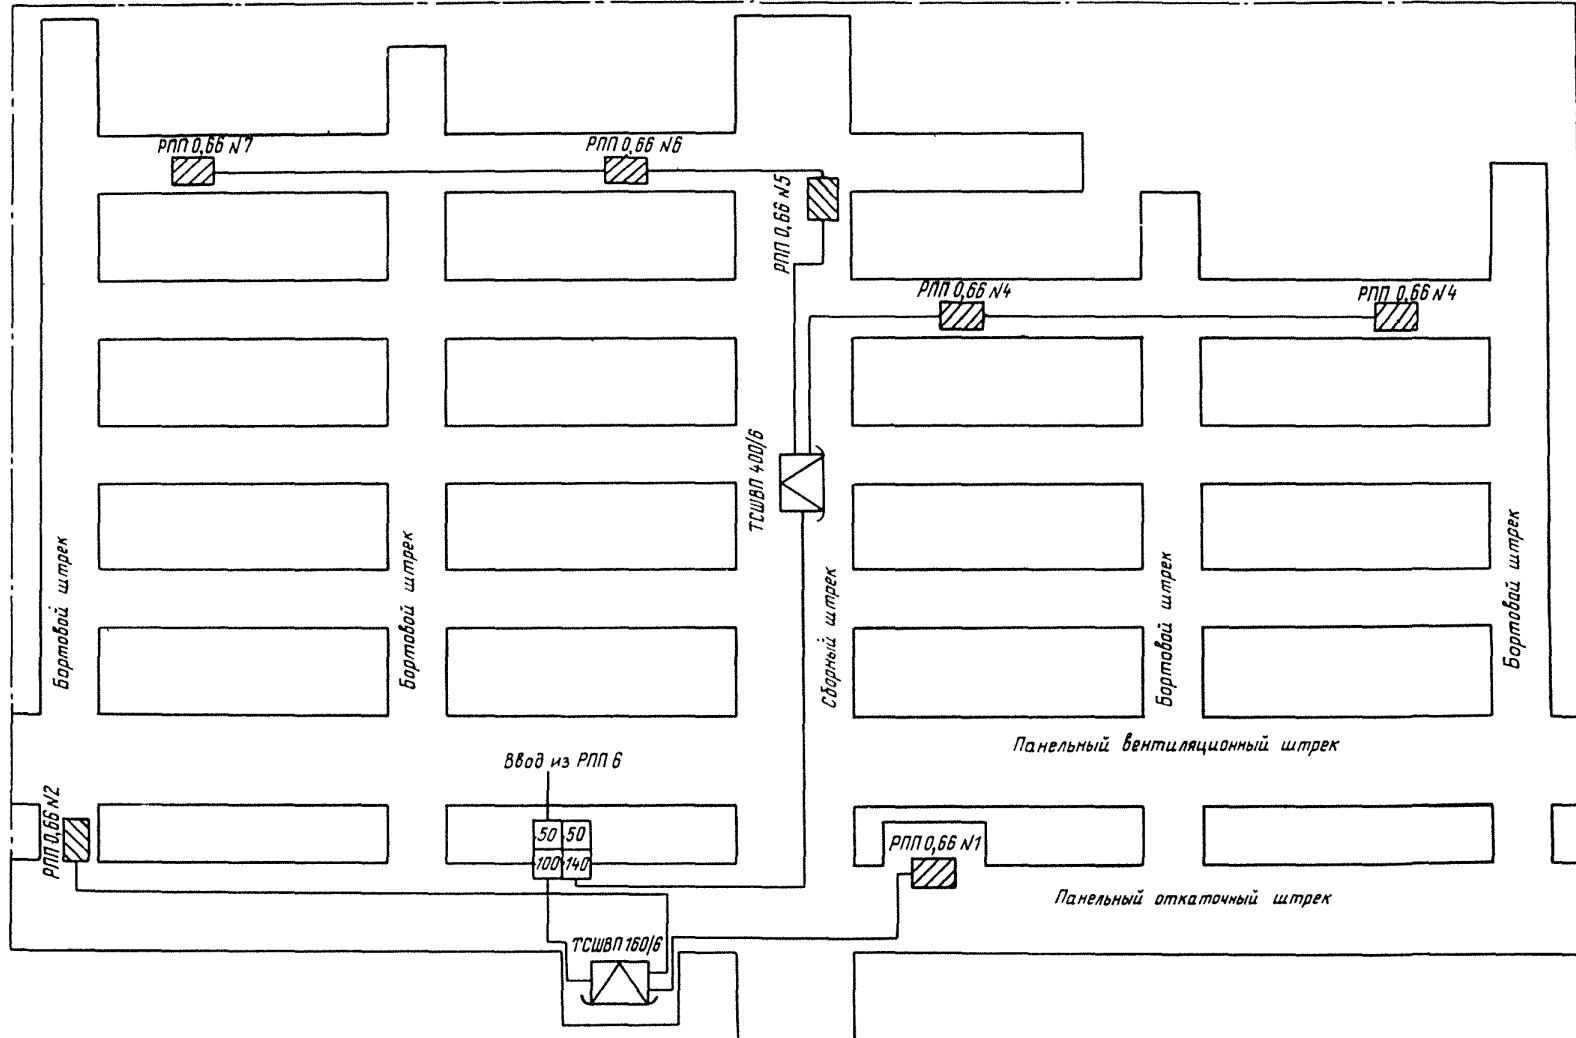 РПП 0,66 N7
РПП 0,66 N6
РПП 0,66 N5
РПП 0,66 N4
РПП 0,66 N4
ТСШВП 400/6
Бортовой штрек
Бортовой штрек
Сборный штрек
Бортовой штрек
Бортовой штрек
Панельный вентиляционный штрек
Ввод из РПП 6
РПП 0,66 N2
50 50
100 140
РПП 0,66 N1
Панельный откаточный штрек
ТСШВП 160/6